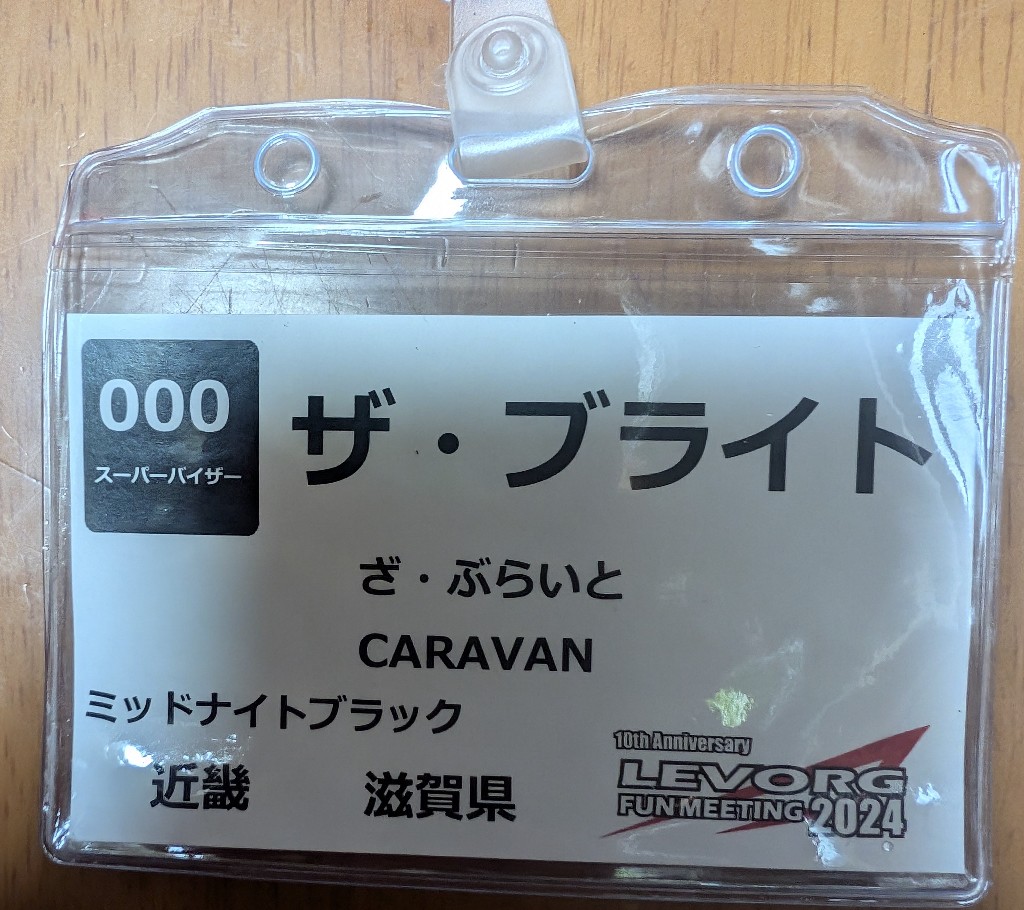 000
スーパーバイザー
ザ・ブライト
ざ・ぶらいと
CARAVAN
ミッドナイトブラック
近畿 滋賀県
10th Anniversary
LEVORG
FUN MEETING 2024